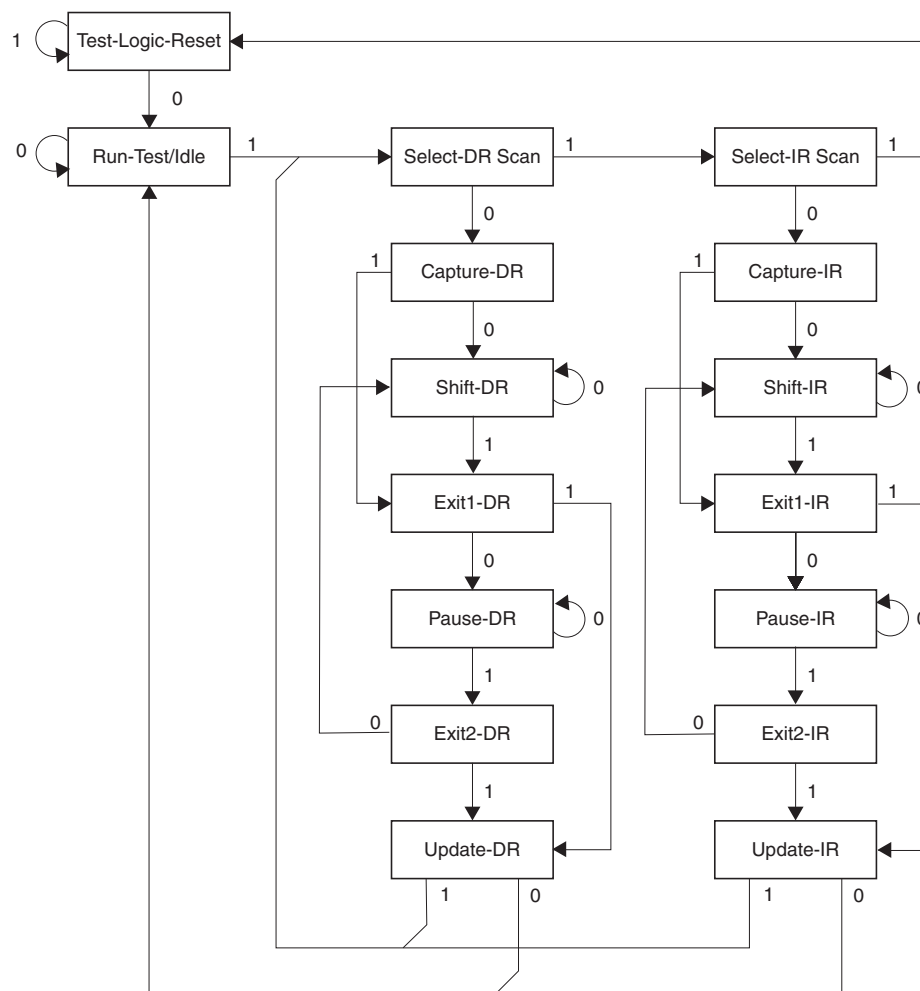 1 Test-Logic-Reset
0
0 Run-Test/Idle 1 Select-DR Scan 1 Select-IR Scan 1
0 0
1 Capture-DR 1 Capture-IR
0 0
Shift-DR 0 Shift-IR 0
1 1
Exit1-DR 1 Exit1-IR 1
0 0
Pause-DR 0 Pause-IR 0
1 1
0 Exit2-DR 0 Exit2-IR
1 1
Update-DR Update-IR
1 0 1 0